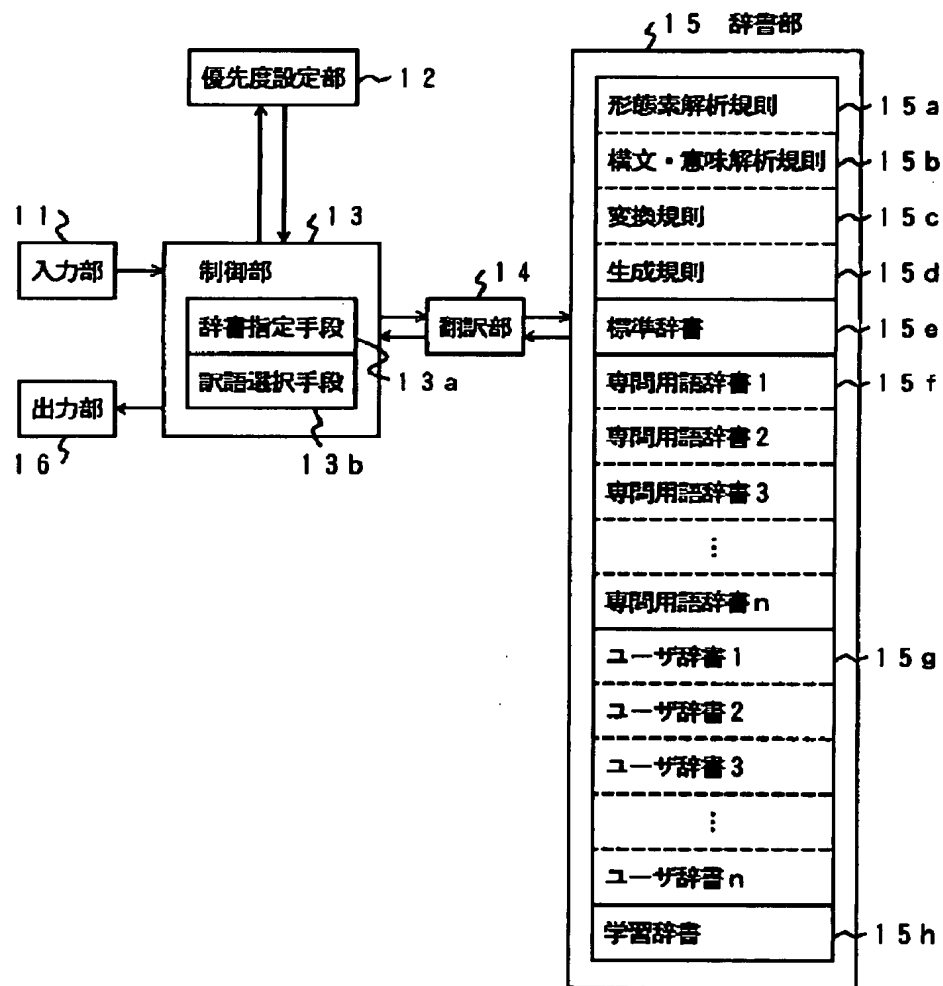 15 辞書部
優先度設定部
12
形態素解析規則
15a
構文・意味解析規則
15b
11
13
変換規則
15c
入力部
制御部
14
生成規則
15d
辞書指定手段
翻訳部
標準辞書
15e
訳語選択手段
13a
専問用語辞書1
15f
出力部
専問用語辞書2
16
13b
専問用語辞書3
⋮
専問用語辞書n
ユーザ辞書1
15g
ユーザ辞書2
ユーザ辞書3
⋮
ユーザ辞書n
学習辞書
15h